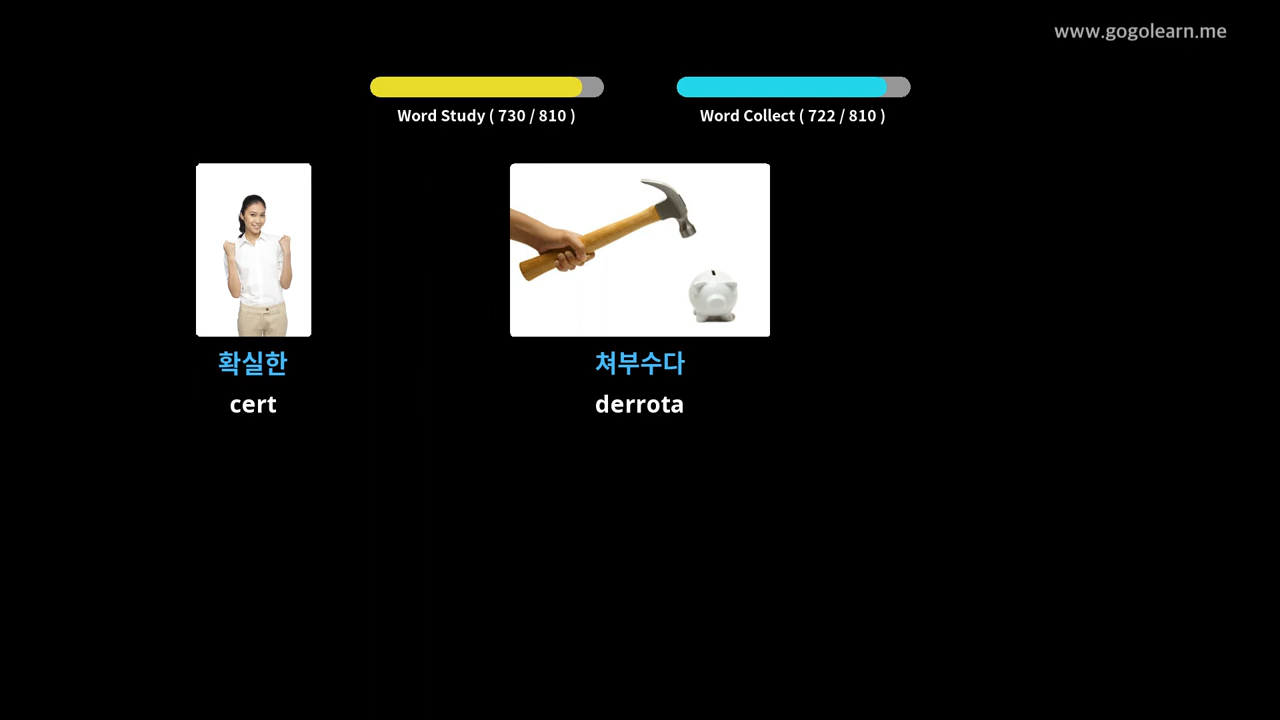 www.gogolearn.me
Word Study ( 730 / 810 )
Word Collect ( 722 / 810 )
확실한
cert
쳐부수다
derrota